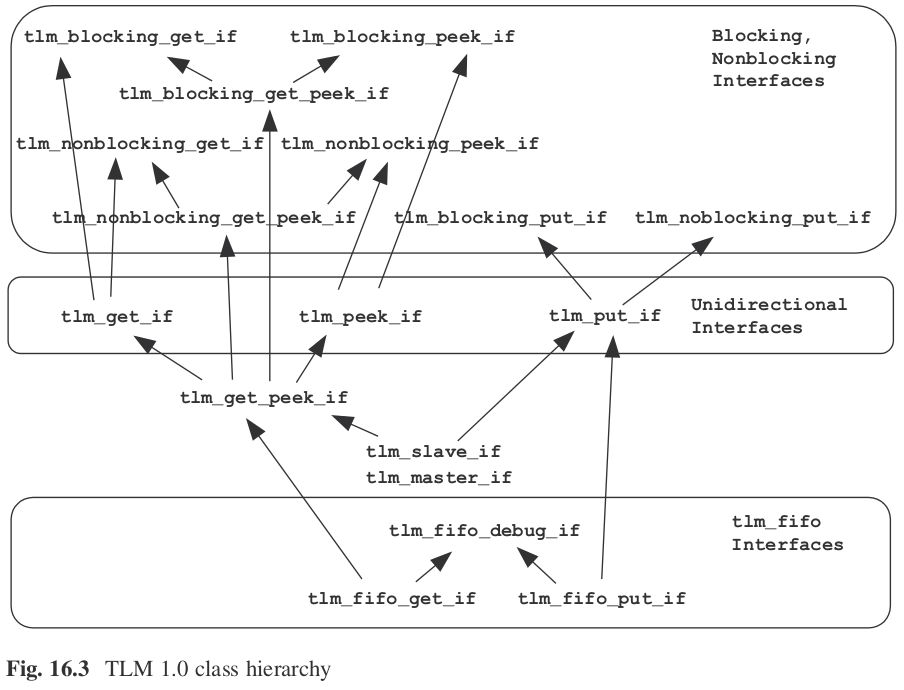 tlm_blocking_get_if tlm_blocking_peek_if
Blocking,
Nonblocking
Interfaces
tlm_blocking_get_peek_if
tlm_nonblocking_get_if tlm_nonblocking_peek_if
tlm_nonblocking_get_peek_if tlm_blocking_put_if tlm_noblocking_put_if
tlm_get_if tlm_peek_if tlm_put_if
Unidirectional
Interfaces
tlm_get_peek_if
tlm_slave_if
tlm_master_if
tlm_fifo
Interfaces
tlm_fifo_debug_if
tlm_fifo_get_if tlm_fifo_put_if
Fig. 16.3 TLM 1.0 class hierarchy